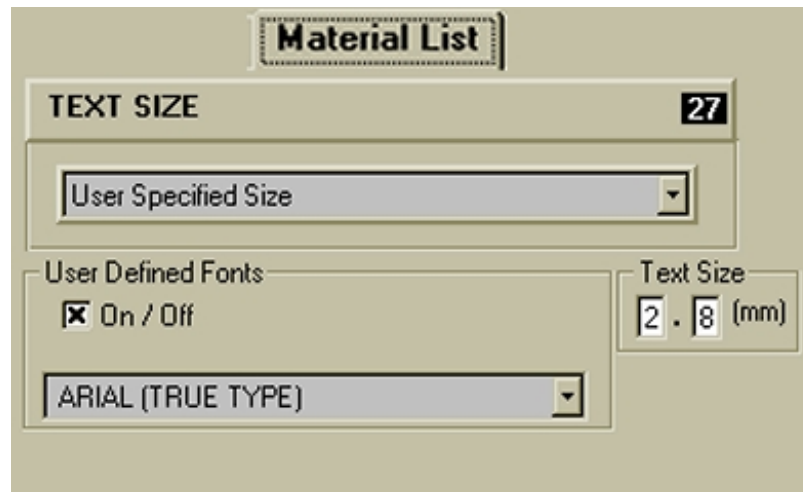 Material List
TEXT SIZE 27
User Specified Size
User Defined Fonts
On / Off
ARIAL (TRUE TYPE)
Text Size
2 . 8 (mm)